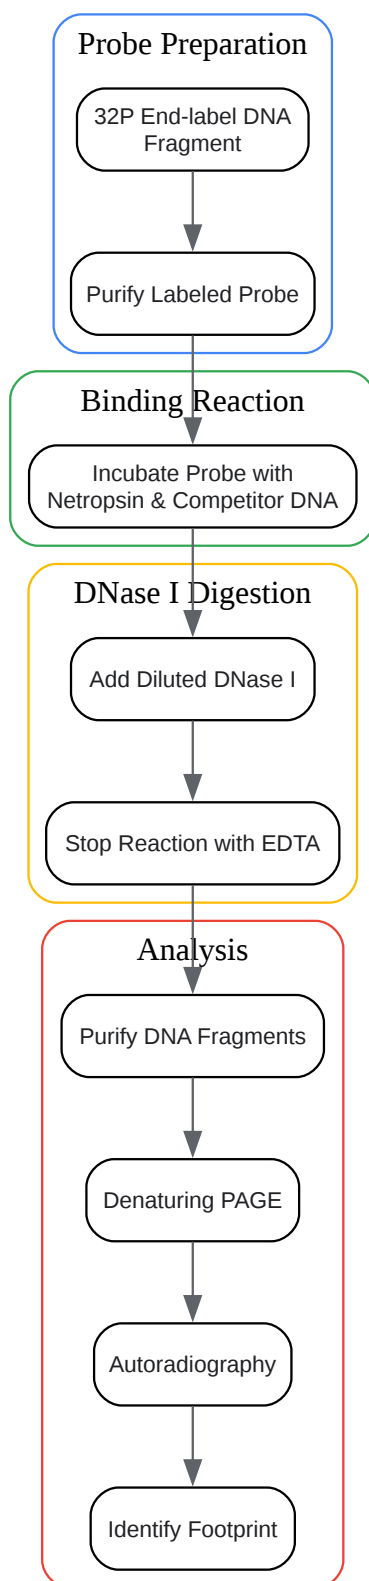 Probe Preparation
32P End-label DNA
Fragment
Purify Labeled Probe
Binding Reaction
Incubate Probe with
Netropsin & Competitor DNA
DNase I Digestion
Add Diluted DNase I
Stop Reaction with EDTA
Analysis
Purify DNA Fragments
Denaturing PAGE
Autoradiography
Identify Footprint